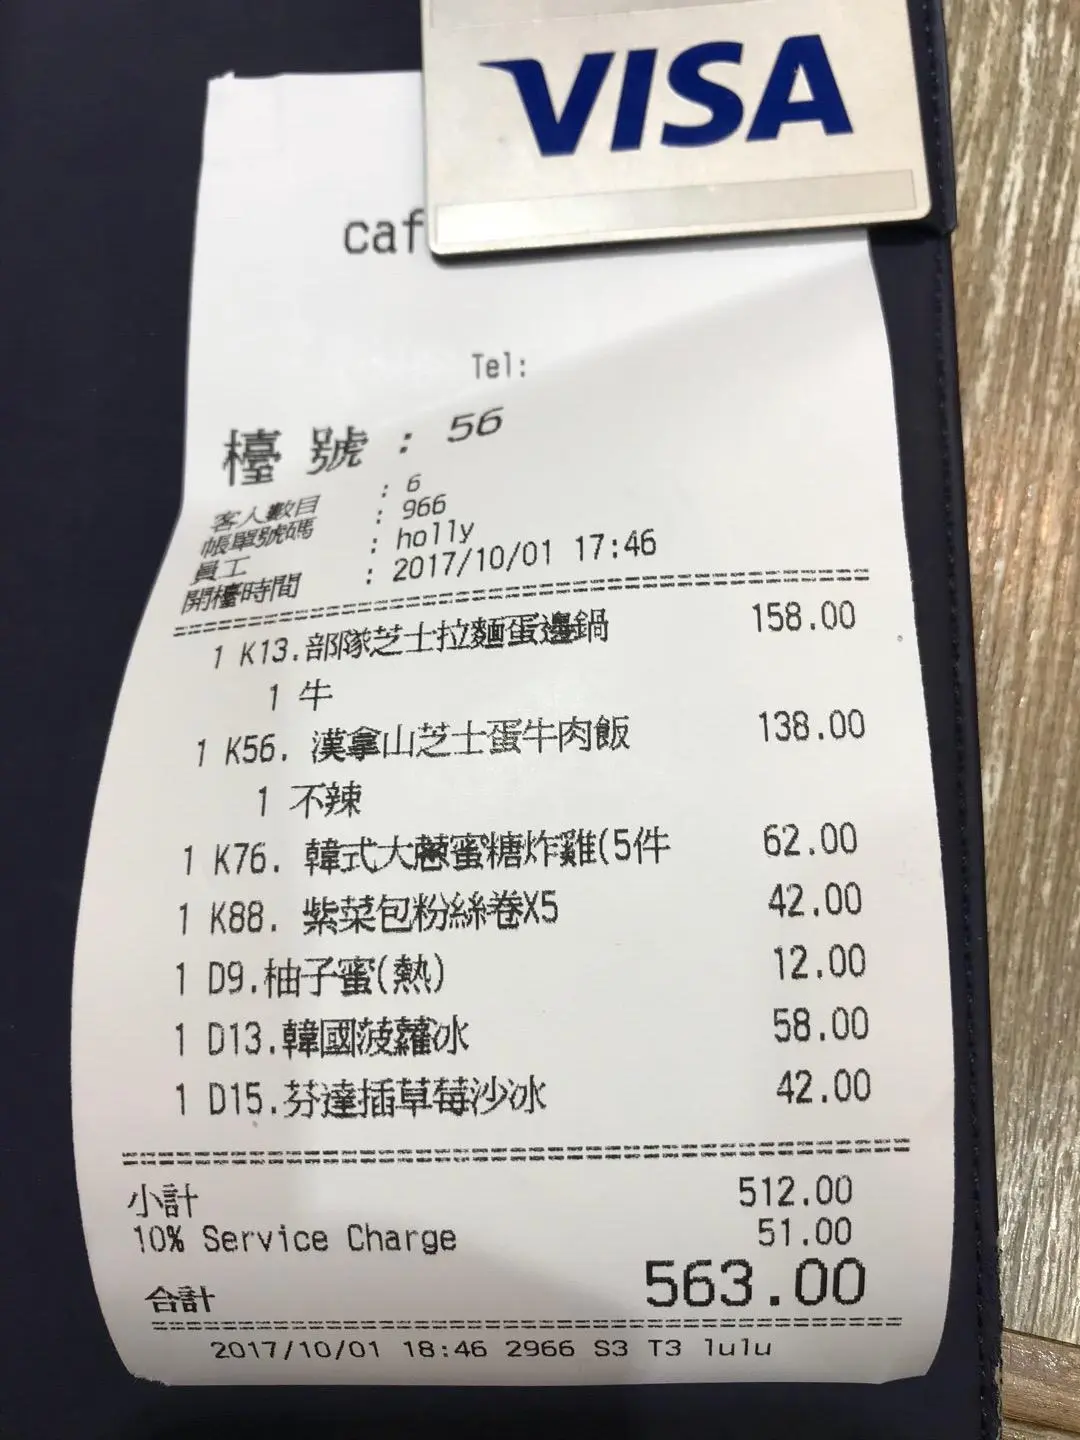 VISA
caf
Tel:
檯 號 : 56
客人數目 : 6
帳單號碼 : 966
員工 : holly
開檯時間 : 2017/10/01 17:46
1 K13.部隊芝士拉麵蛋邊鍋 158.00
1 牛
1 K56. 漢拿山芝士蛋牛肉飯 138.00
1 不辣
1 K76. 韓式大蔥蜜糖炸雞(5件 62.00
1 K88. 紫菜包粉絲卷X5 42.00
1 D9.柚子蜜(熱) 12.00
1 D13.韓國菠蘿冰 58.00
1 D15.芬達插草莓沙冰 42.00
小計 512.00
10% Service Charge 51.00
合計 563.00
2017/10/01 18:46 2966 S3 T3 lulu